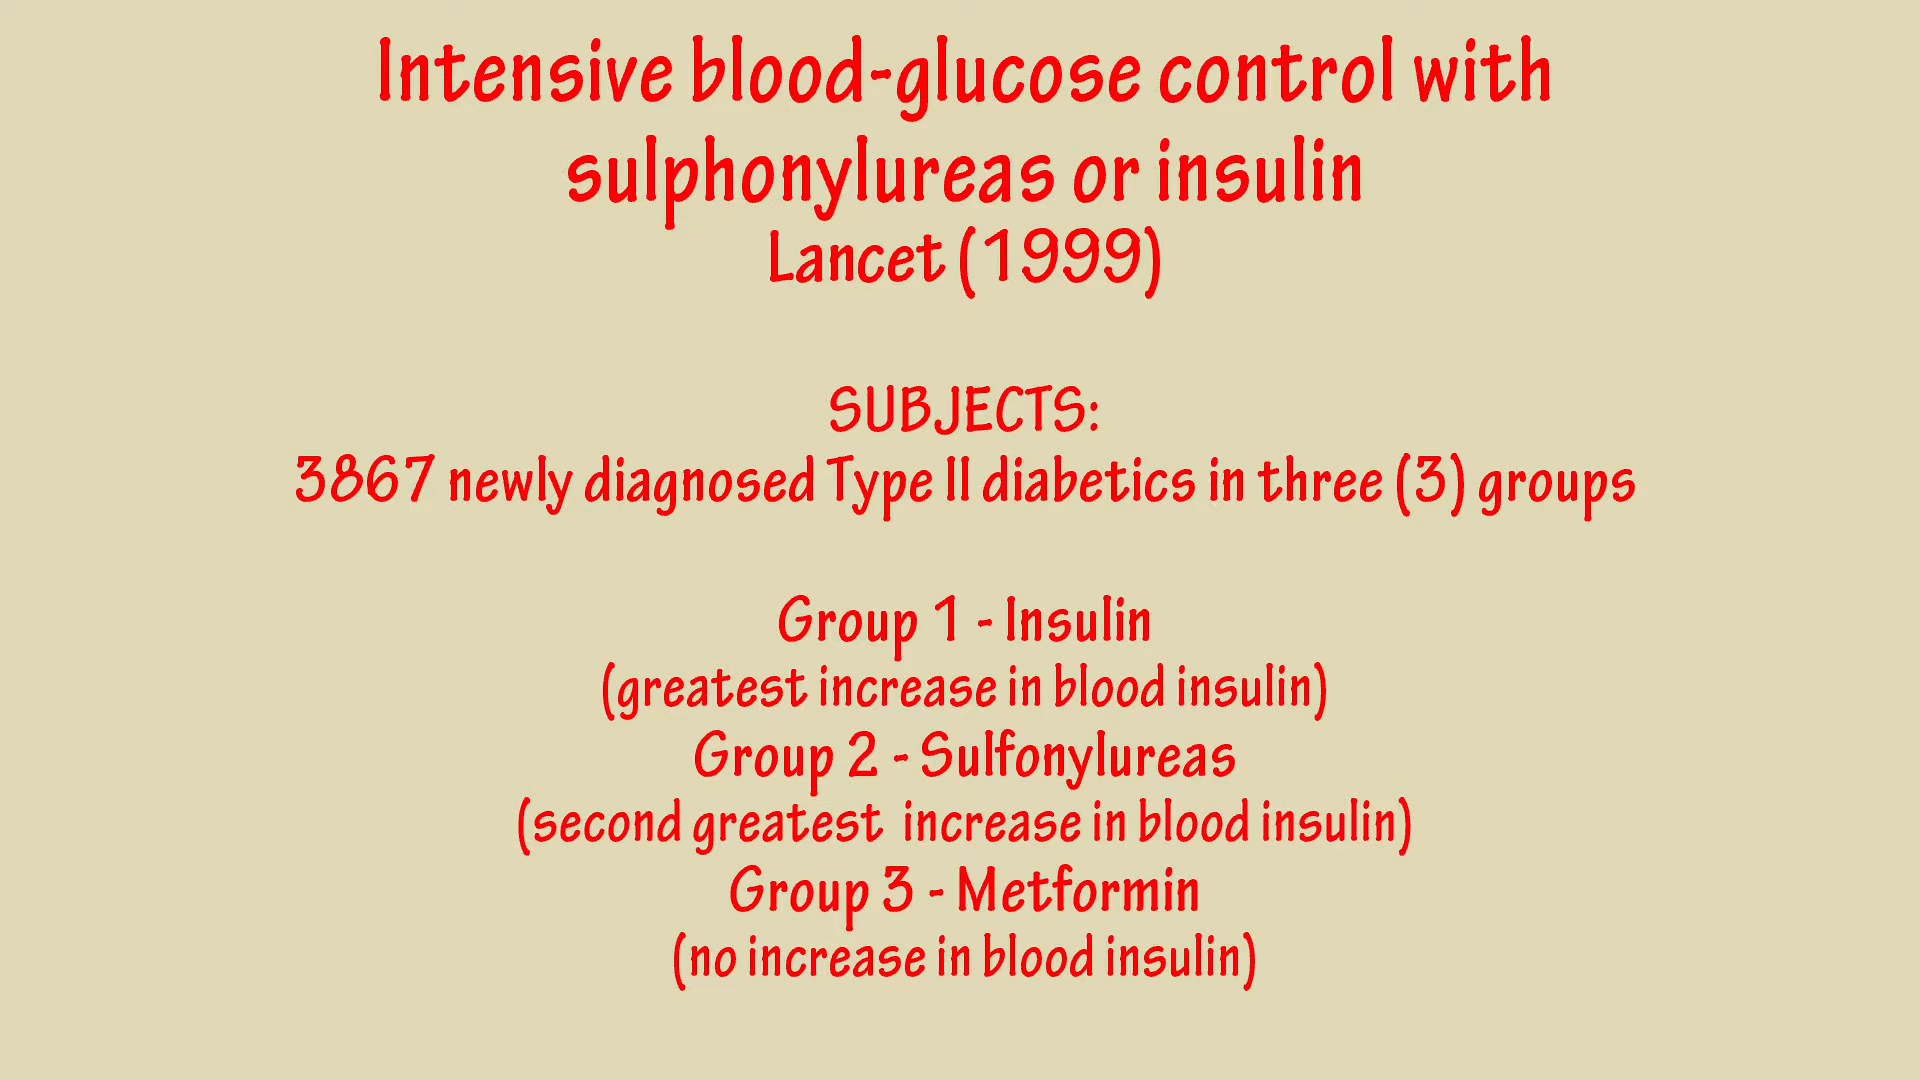 Intensive blood-glucose control with
sulphonylureas or insulin
Lancet (1999)
SUBJECTS:
3867 newly diagnosed Type II diabetics in three (3) groups
Group 1 - Insulin
(greatest increase in blood insulin)
Group 2 - Sulfonylureas
(second greatest increase in blood insulin)
Group 3 - Metformin
(no increase in blood insulin)